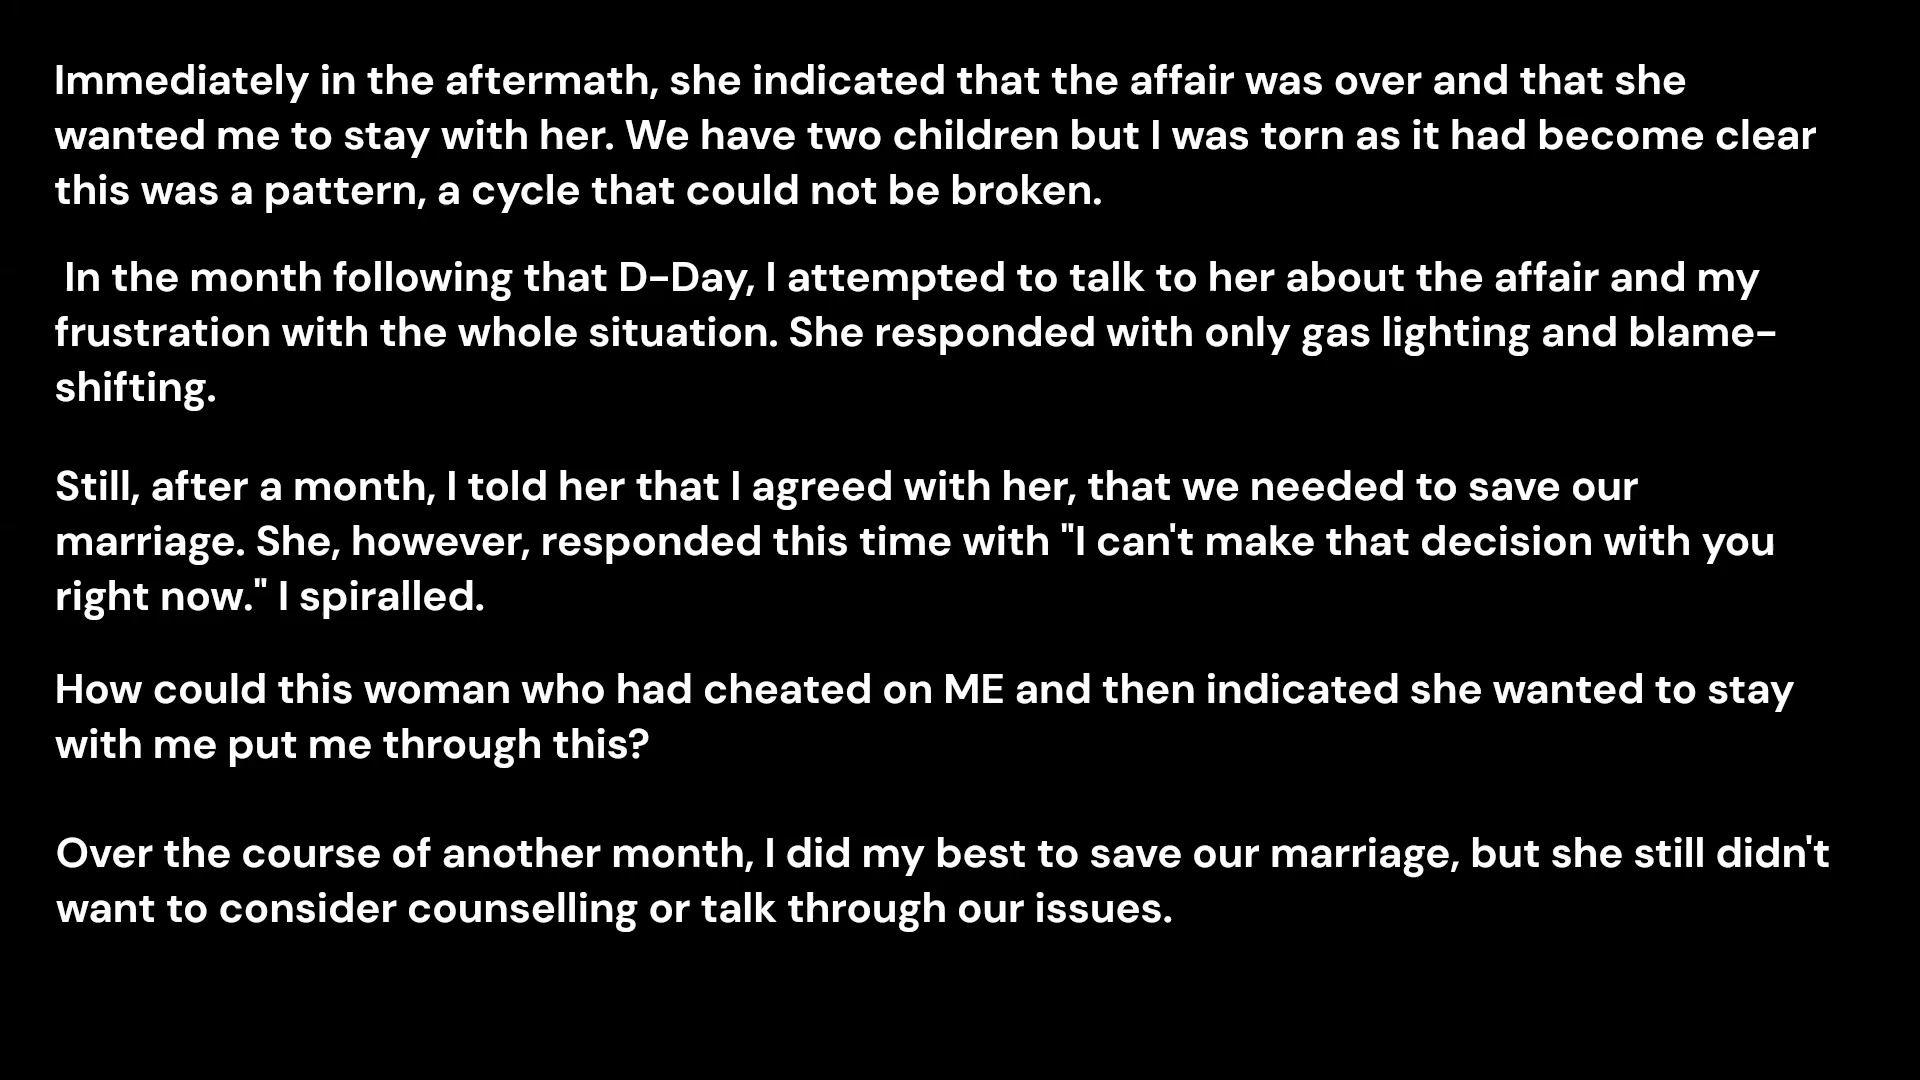 Immediately in the aftermath, she indicated that the affair was over and that she
wanted me to stay with her. We have two children but I was torn as it had become clear
this was a pattern, a cycle that could not be broken.
In the month following that D-Day, I attempted to talk to her about the affair and my
frustration with the whole situation. She responded with only gas lighting and blame-
shifting.
Still, after a month, I told her that I agreed with her, that we needed to save our
marriage. She, however, responded this time with "I can't make that decision with you
right now." I spiralled.
How could this woman who had cheated on ME and then indicated she wanted to stay
with me put me through this?
Over the course of another month, I did my best to save our marriage, but she still didn't
want to consider counselling or talk through our issues.